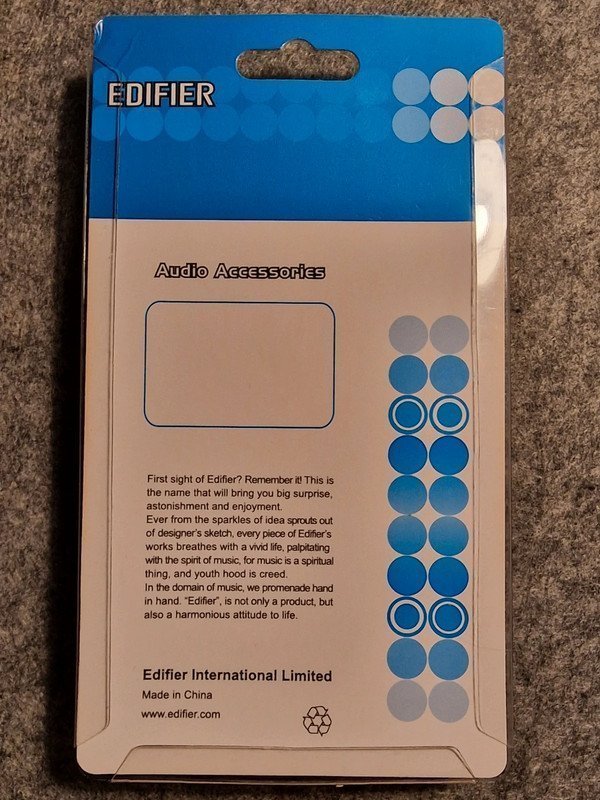 EDIFIER
Audio Accessories
First sight of Edifier? Remember it! This is
the name that will bring you big surprise,
astonishment and enjoyment.
Ever from the sparkles of idea sprouts out
of designer's sketch, every piece of Edifier's
works breathes with a vivid life, palpitating
with the spirit of music, for music is a spiritual
thing, and youth hood is creed.
In the domain of music, we promenade hand
in hand. "Edifier", is not only a product, but
also a harmonious attitude to life.
Edifier International Limited
Made in China
www.edifier.com